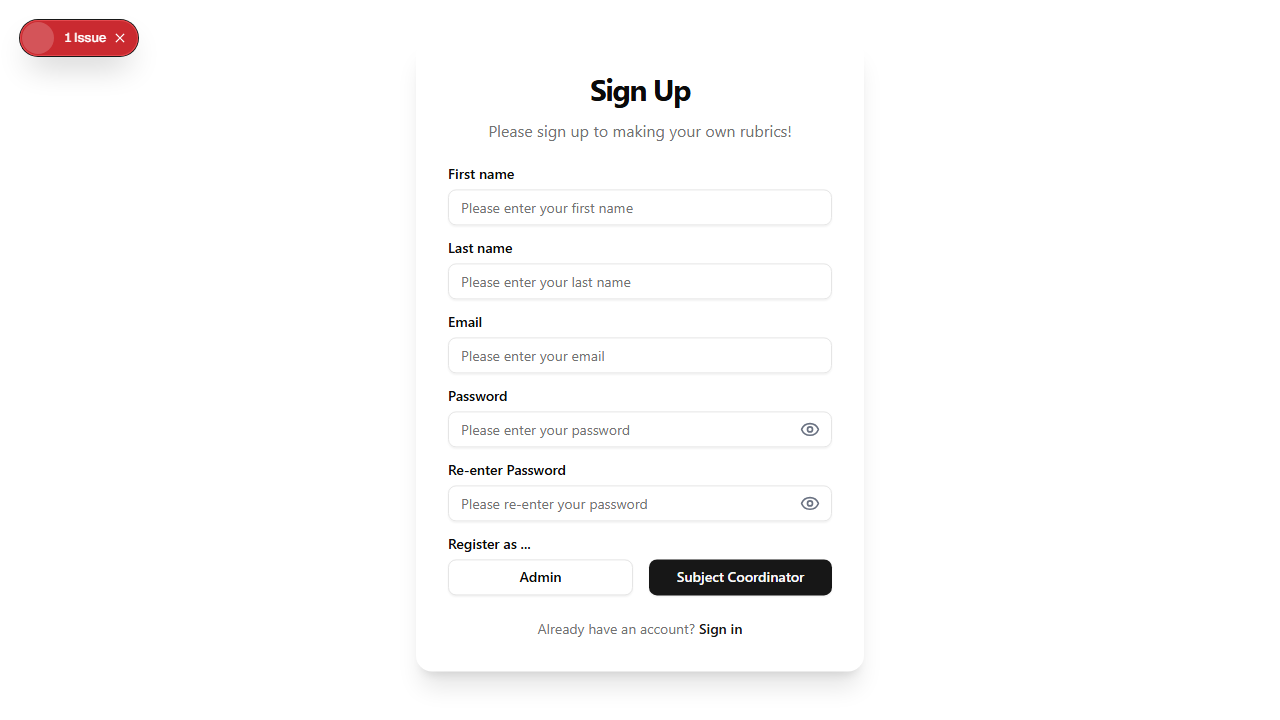 1 Issue
Sign Up
Please sign up to making your own rubrics!
First name
Please enter your first name
Last name
Please enter your last name
Email
Please enter your email
Password
Please enter your password
Re-enter Password
Please re-enter your password
Register as ...
Admin
Subject Coordinator
Already have an account? Sign in